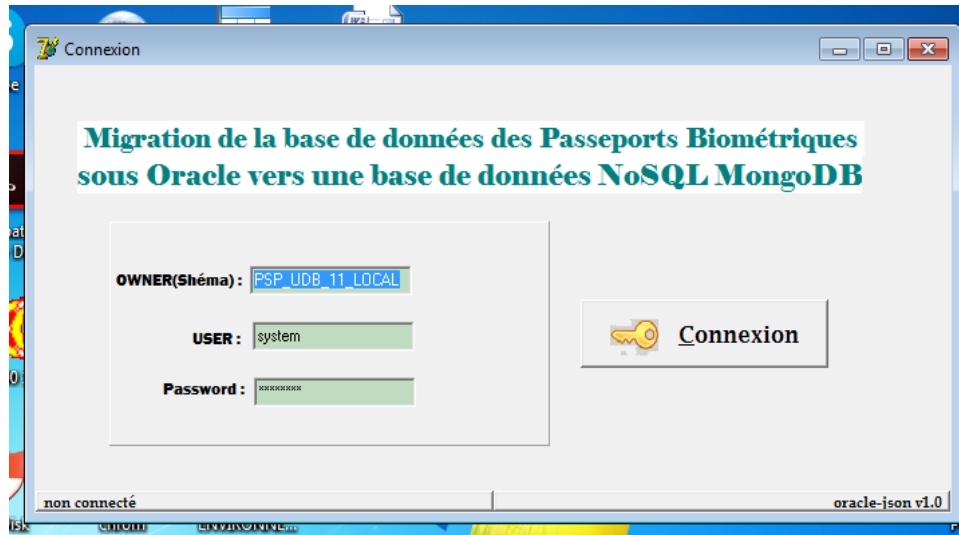 Connexion
Migration de la base de données des Passeports Biométriques
sous Oracle vers une base de données NoSQL MongoDB
OWNER(Shéma) : PSP_UDB_11_LOCAL
USER : system
Connexion
Password : ********
non connecté
oracle-json v1.0